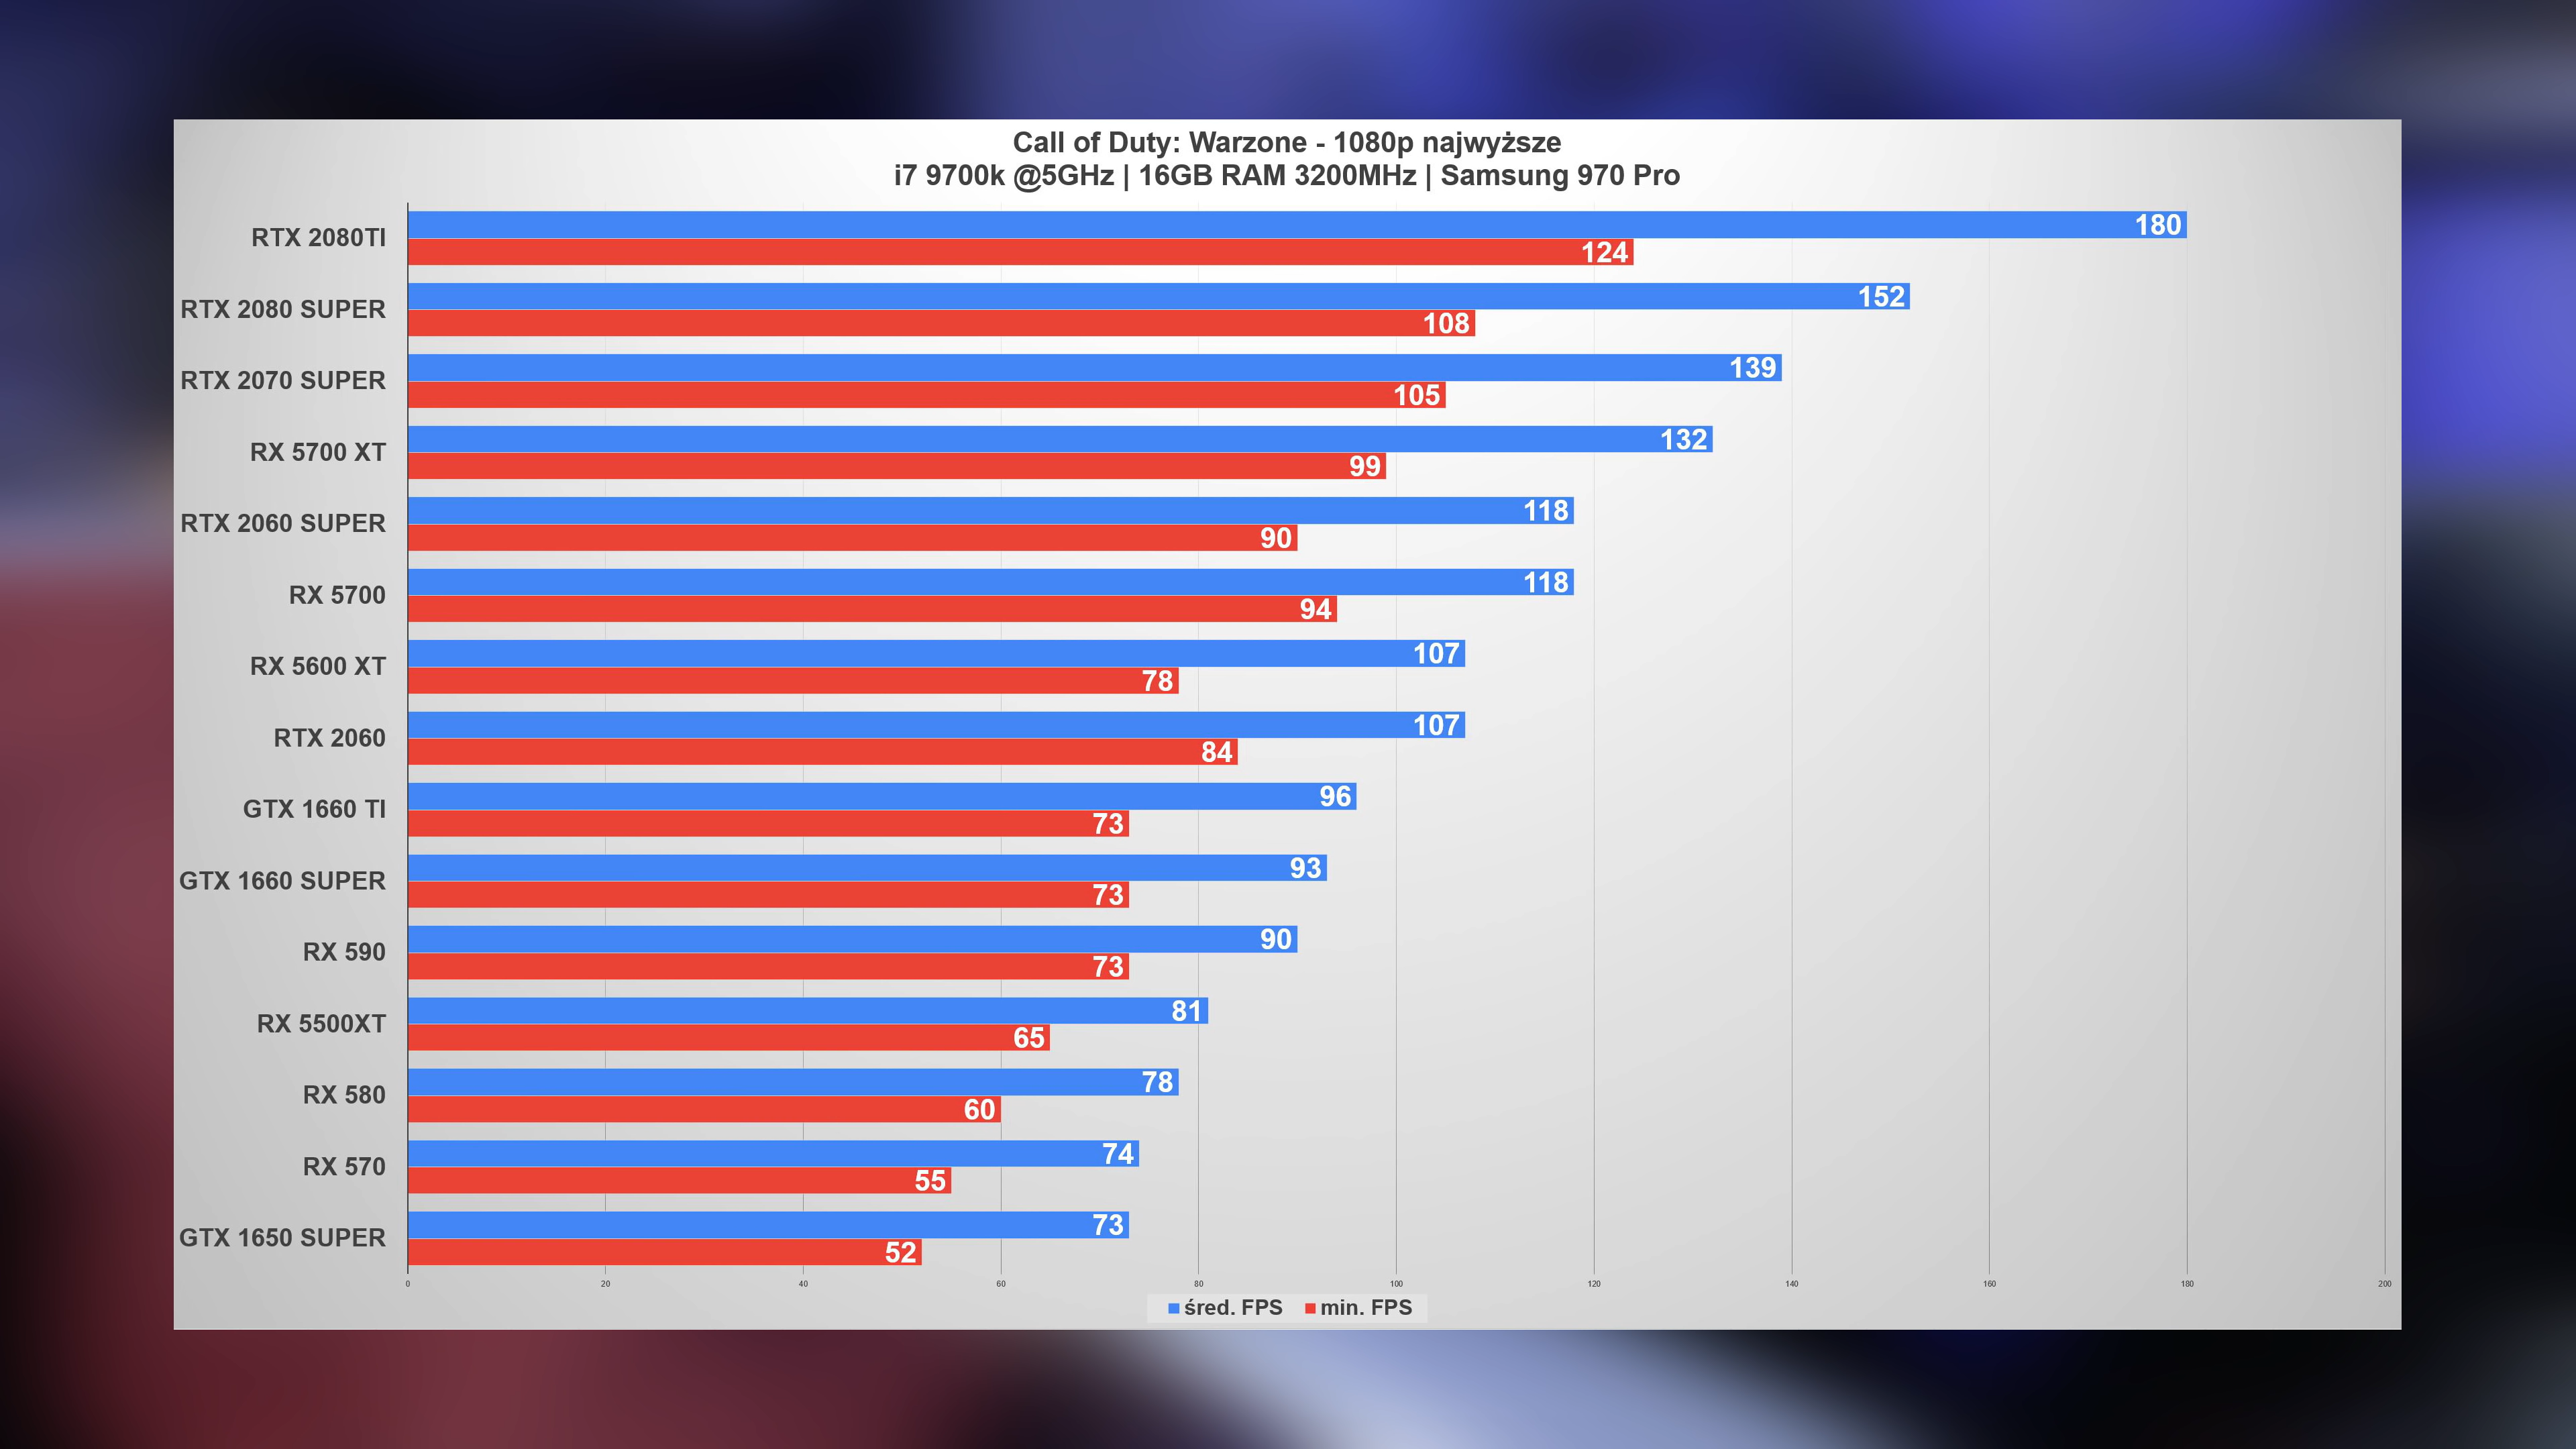 Call of Duty: Warzone - 1080p najwyższe
i7 9700k @5GHz | 16GB RAM 3200MHz | Samsung 970 Pro
RTX 2080TI
180
124
RTX 2080 SUPER
152
108
RTX 2070 SUPER
139
105
RX 5700 XT
132
99
RTX 2060 SUPER
118
90
RX 5700
118
94
RX 5600 XT
107
78
RTX 2060
107
84
GTX 1660 TI
96
73
GTX 1660 SUPER
93
73
RX 590
90
73
RX 5500XT
81
65
RX 580
78
60
RX 570
74
55
GTX 1650 SUPER
73
52
0 20 40 60 80 100 120 140 160 180 200
śred. FPS min. FPS